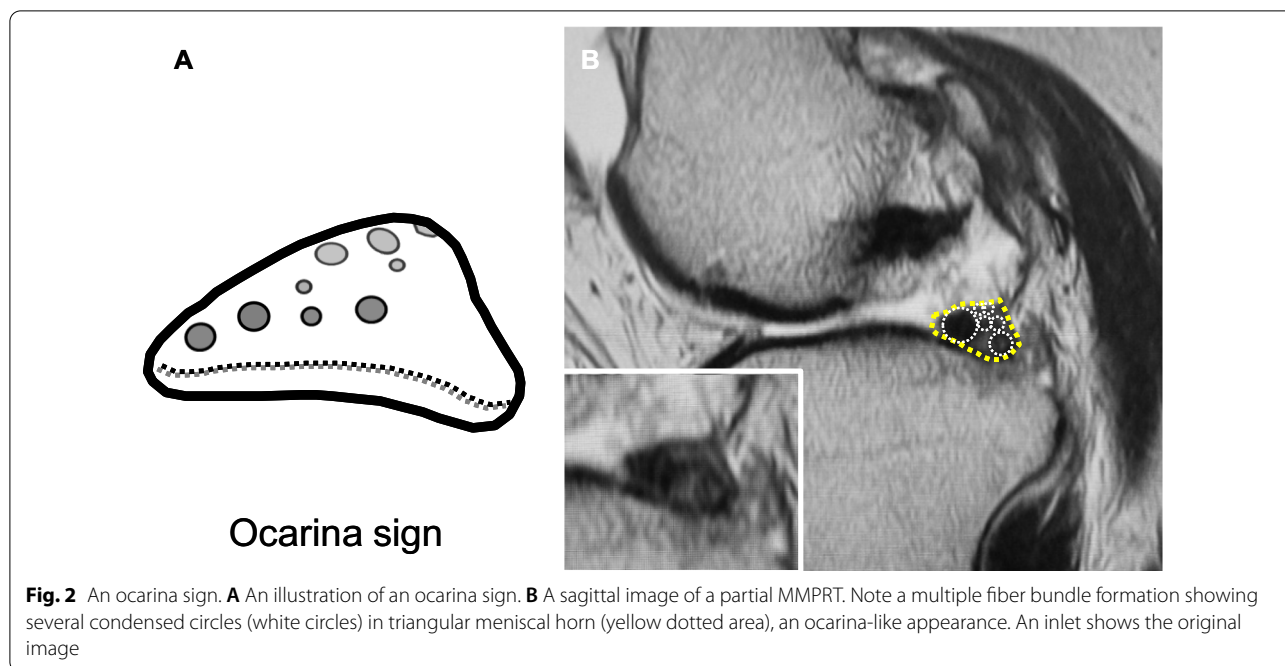 A
B
Ocarina sign
Fig. 2 An ocarina sign. A An illustration of an ocarina sign. B A sagittal image of a partial MMPRT. Note a multiple fiber bundle formation showing
several condensed circles (white circles) in triangular meniscal horn (yellow dotted area), an ocarina-like appearance. An inlet shows the original
image